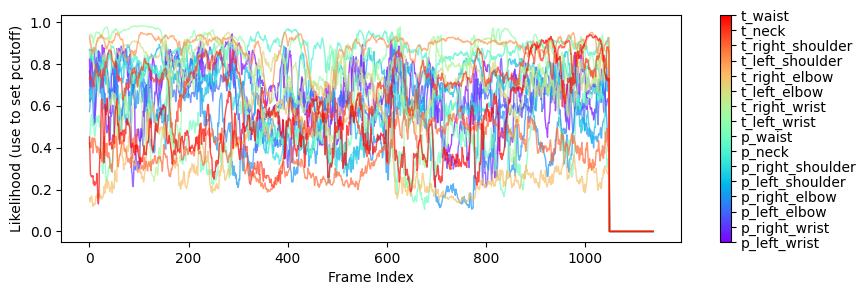 Likelihood (use to set pcutoff)
1.0
0.8
0.6
0.4
0.2
0.0
0
200
400
600
800
1000
Frame Index
t_waist
t_neck
t_right_shoulder
t_left_shoulder
t_right_elbow
t_left_elbow
t_right_wrist
t_left_wrist
p_waist
p_neck
p_right_shoulder
p_left_shoulder
p_right_elbow
p_left_elbow
p_right_wrist
p_left_wrist